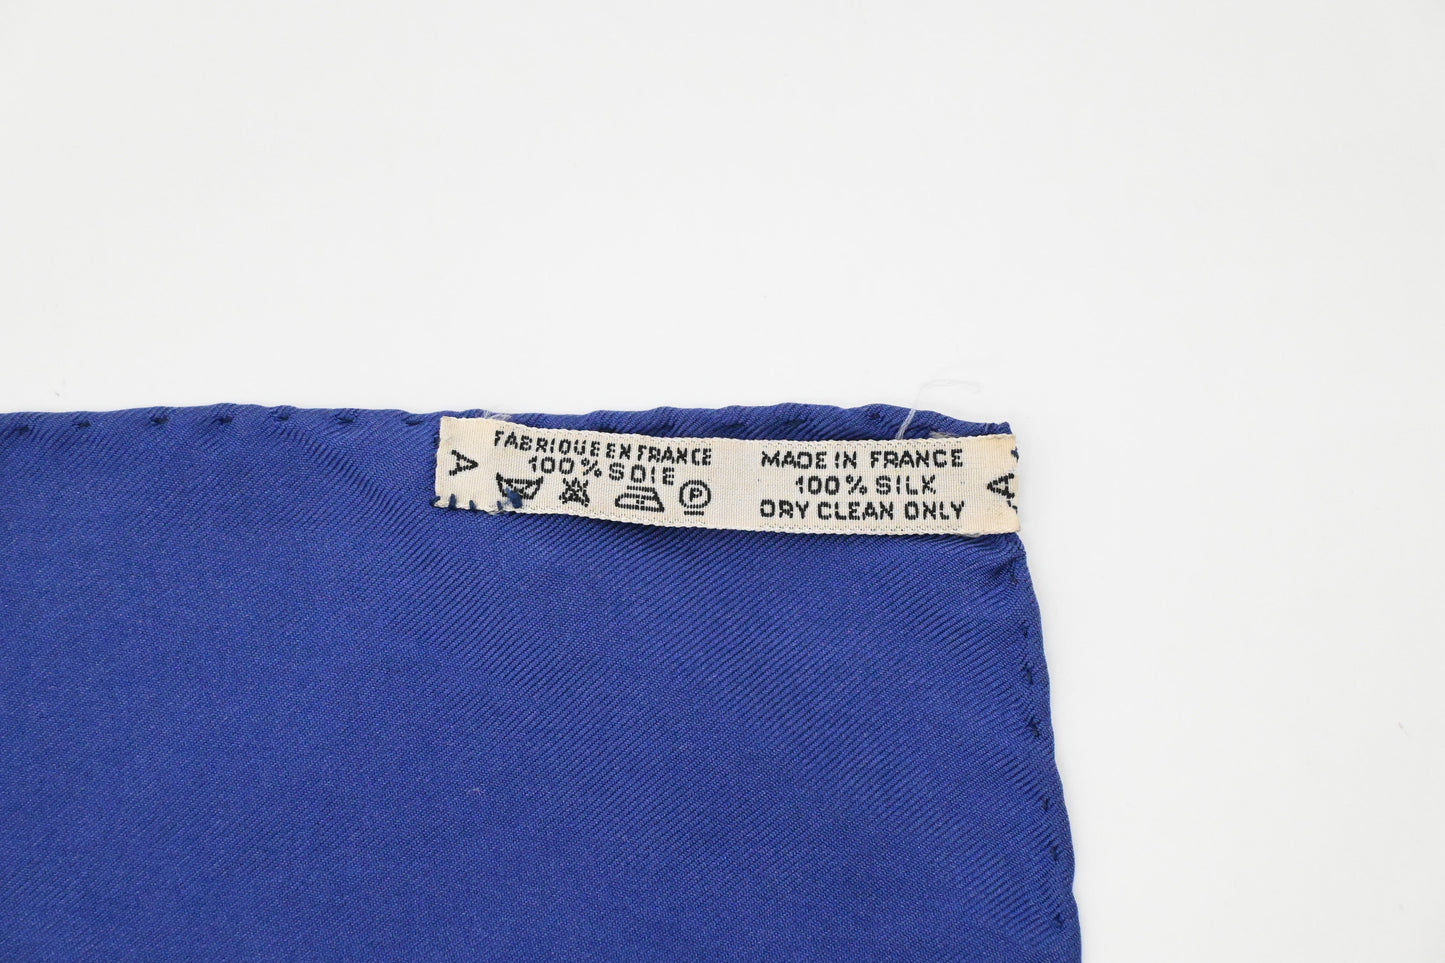 A
FABRIQUE EN FRANCE
100% SOIE
P
MADE IN FRANCE
100% SILK
DRY CLEAN ONLY
A